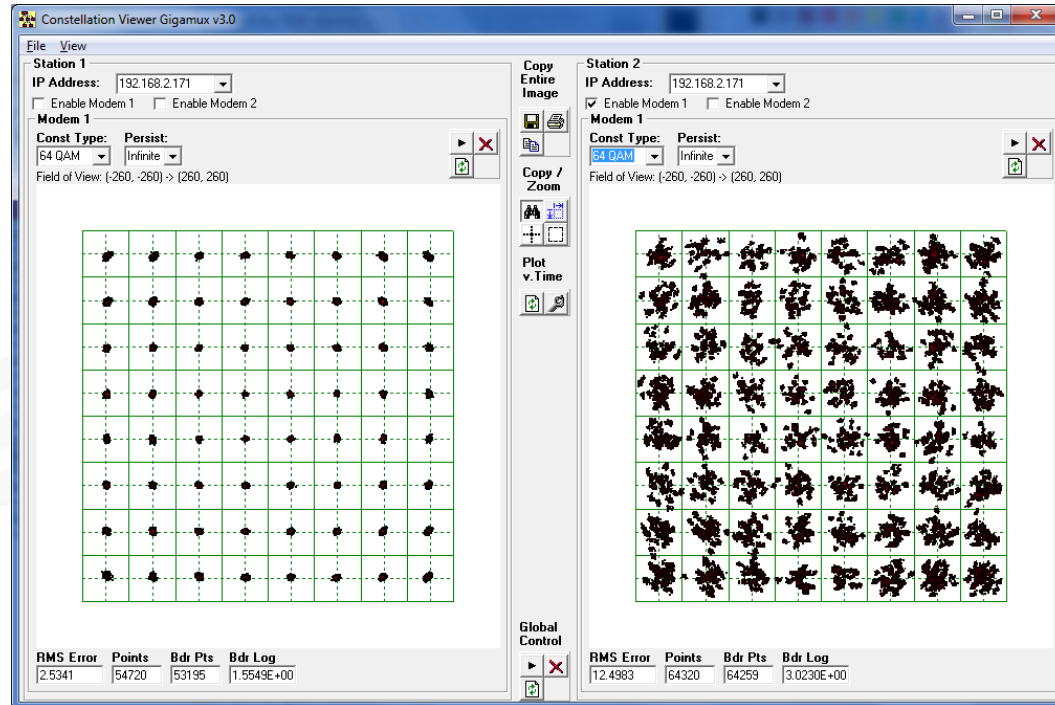 Constellation Viewer Gigamux v3.0
File View
Station 1
IP Address: 192.168.2.171
Enable Modem 1 Enable Modem 2
Modem 1
Const Type: Persist:
64 QAM Infinite
Field of View: (-260, -260) -> (260, 260)
RMS Error Points Bdr Pts Bdr Log
2.5341 54720 53195 1.5549E+00
Copy
Entire
Image
Copy /
Zoom
Plot
v.Time
Global
Control
Station 2
IP Address: 192.168.2.171
Enable Modem 1 Enable Modem 2
Modem 1
Const Type: Persist:
64 QAM Infinite
Field of View: (-260, -260) -> (260, 260)
RMS Error Points Bdr Pts Bdr Log
12.4983 64320 64259 3.0230E+00